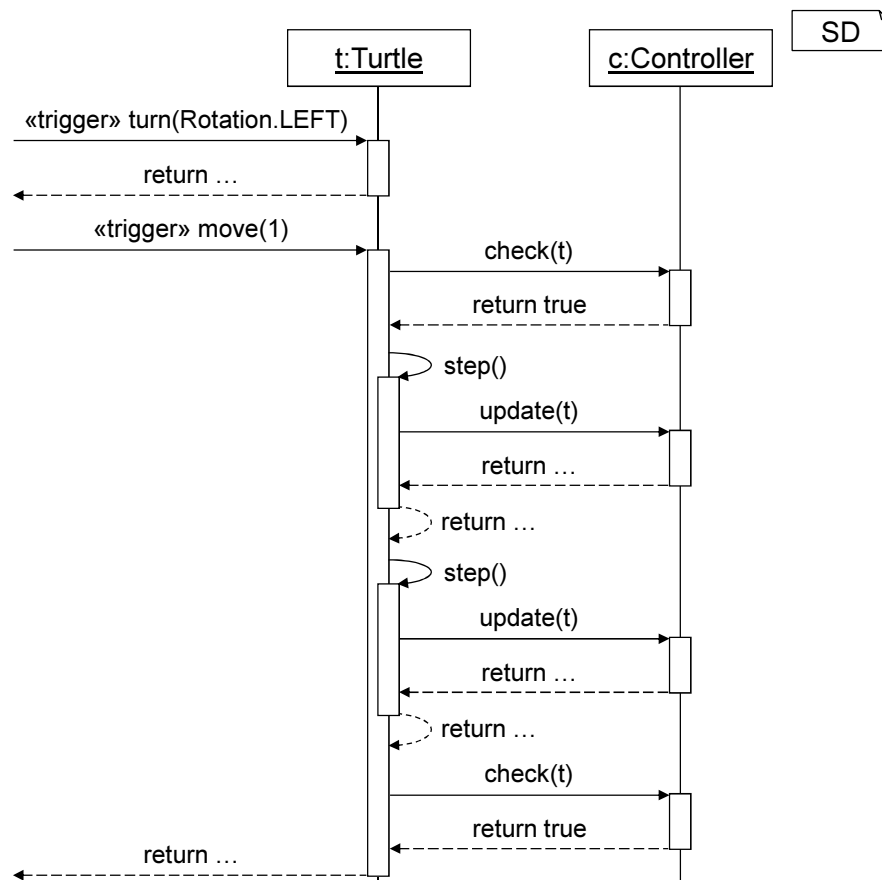 SD
t:Turtle
c:Controller
«trigger» turn(Rotation.LEFT)
return …
«trigger» move(1)
check(t)
return true
step()
update(t)
return …
return …
step()
update(t)
return …
return …
check(t)
return true
return …